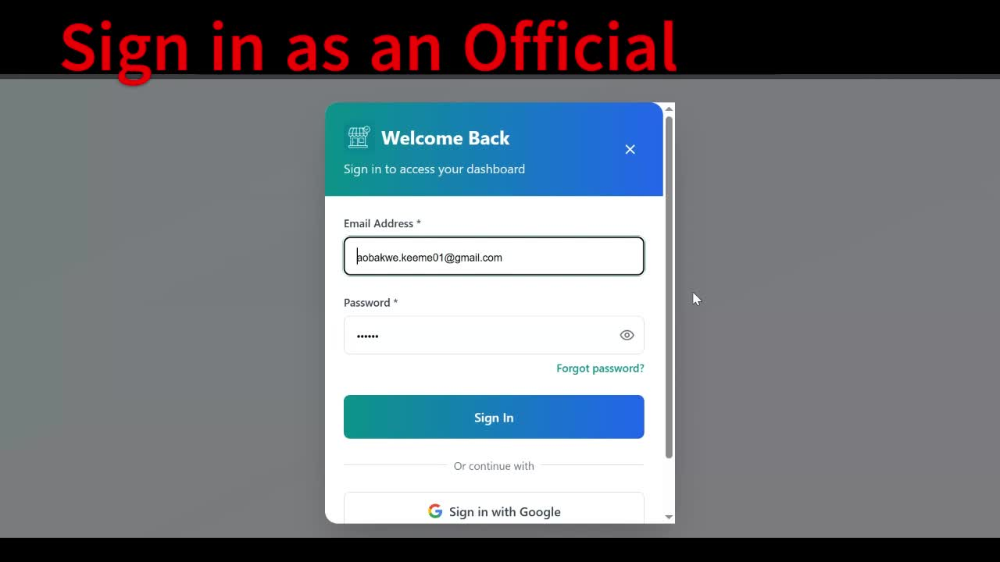 Sign in as an Official
Welcome Back
Sign in to access your dashboard
Email Address *
aobakwe.keeme01@gmail.com
Password *
••••••
Forgot password?
Sign In
Or continue with
Sign in with Google